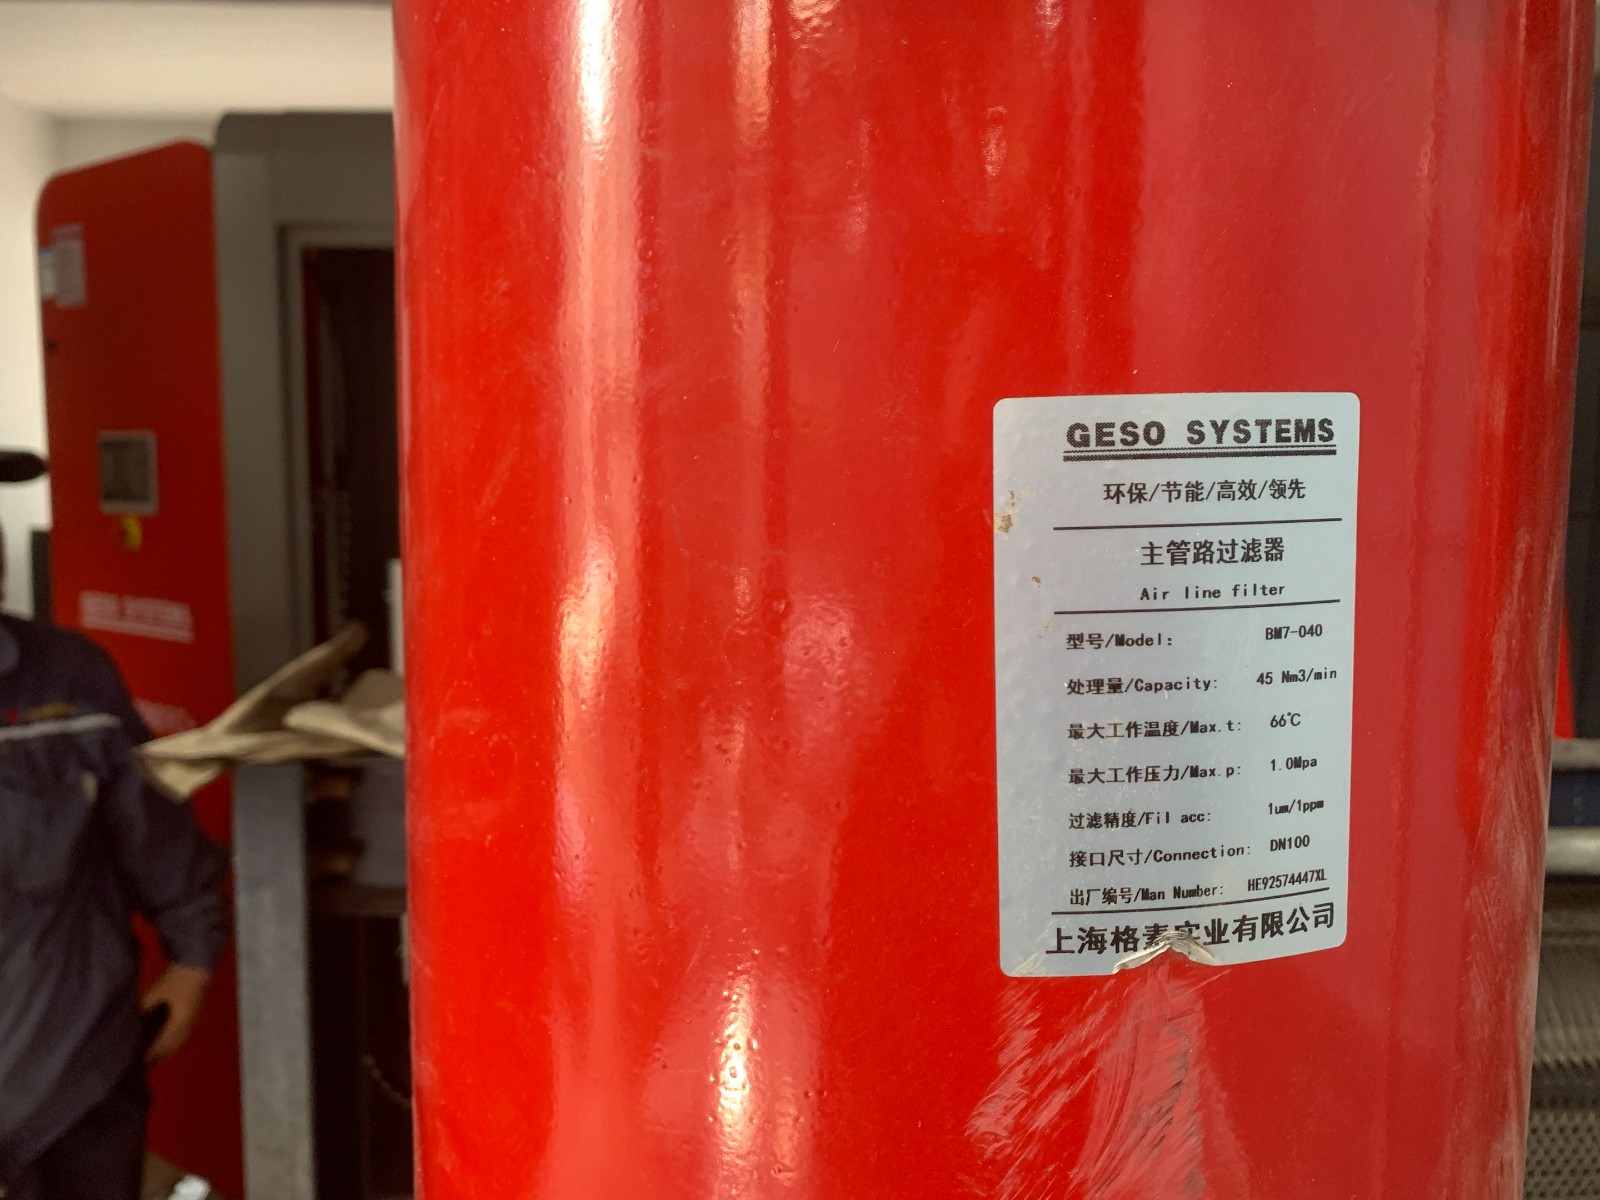 GESO SYSTEMS
环保/节能/高效/领先
主管路过滤器
Air line filter
型号/Model: BM7-040
处理量/Capacity: 45 Nm3/min
最大工作温度/Max.t: 66℃
最大工作压力/Max.p: 1.0Mpa
过滤精度/Fil acc: 1um/1ppm
接口尺寸/Connection: DN100
出厂编号/Man Number: HE92574447XL
上海格素实业有限公司